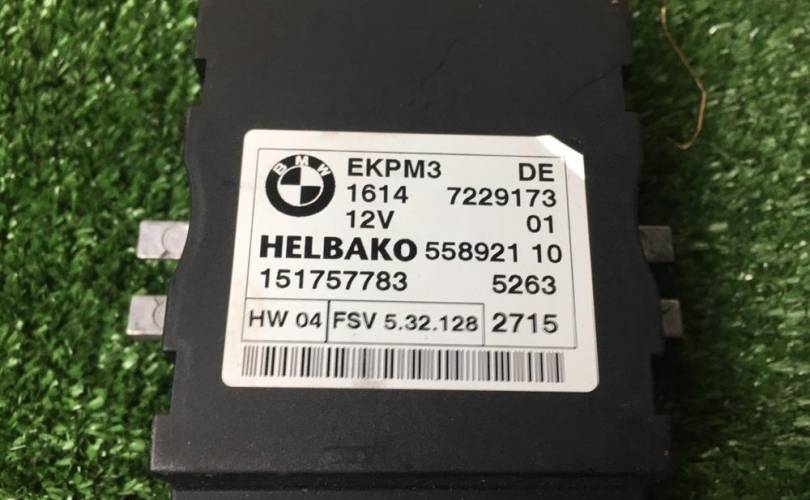 BMW EKPM3 DE
1614 7229173
12V 01
HELBAKO 558921 10
151757783 5263
HW 04 FSV 5.32.128 2715